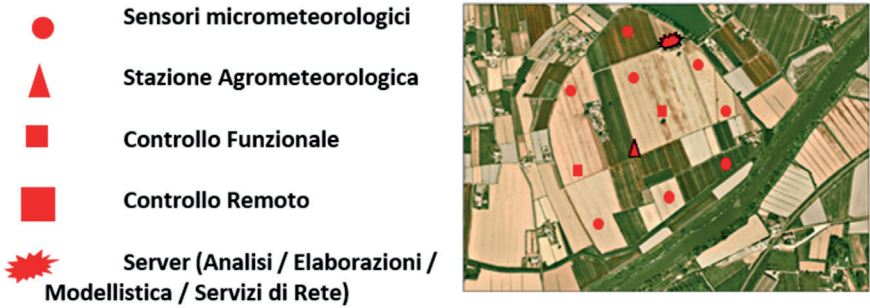 Sensori micrometeorologici
Stazione Agrometeorologica
Controllo Funzionale
Controllo Remoto
Server (Analisi / Elaborazioni /
Modellistica / Servizi di Rete)